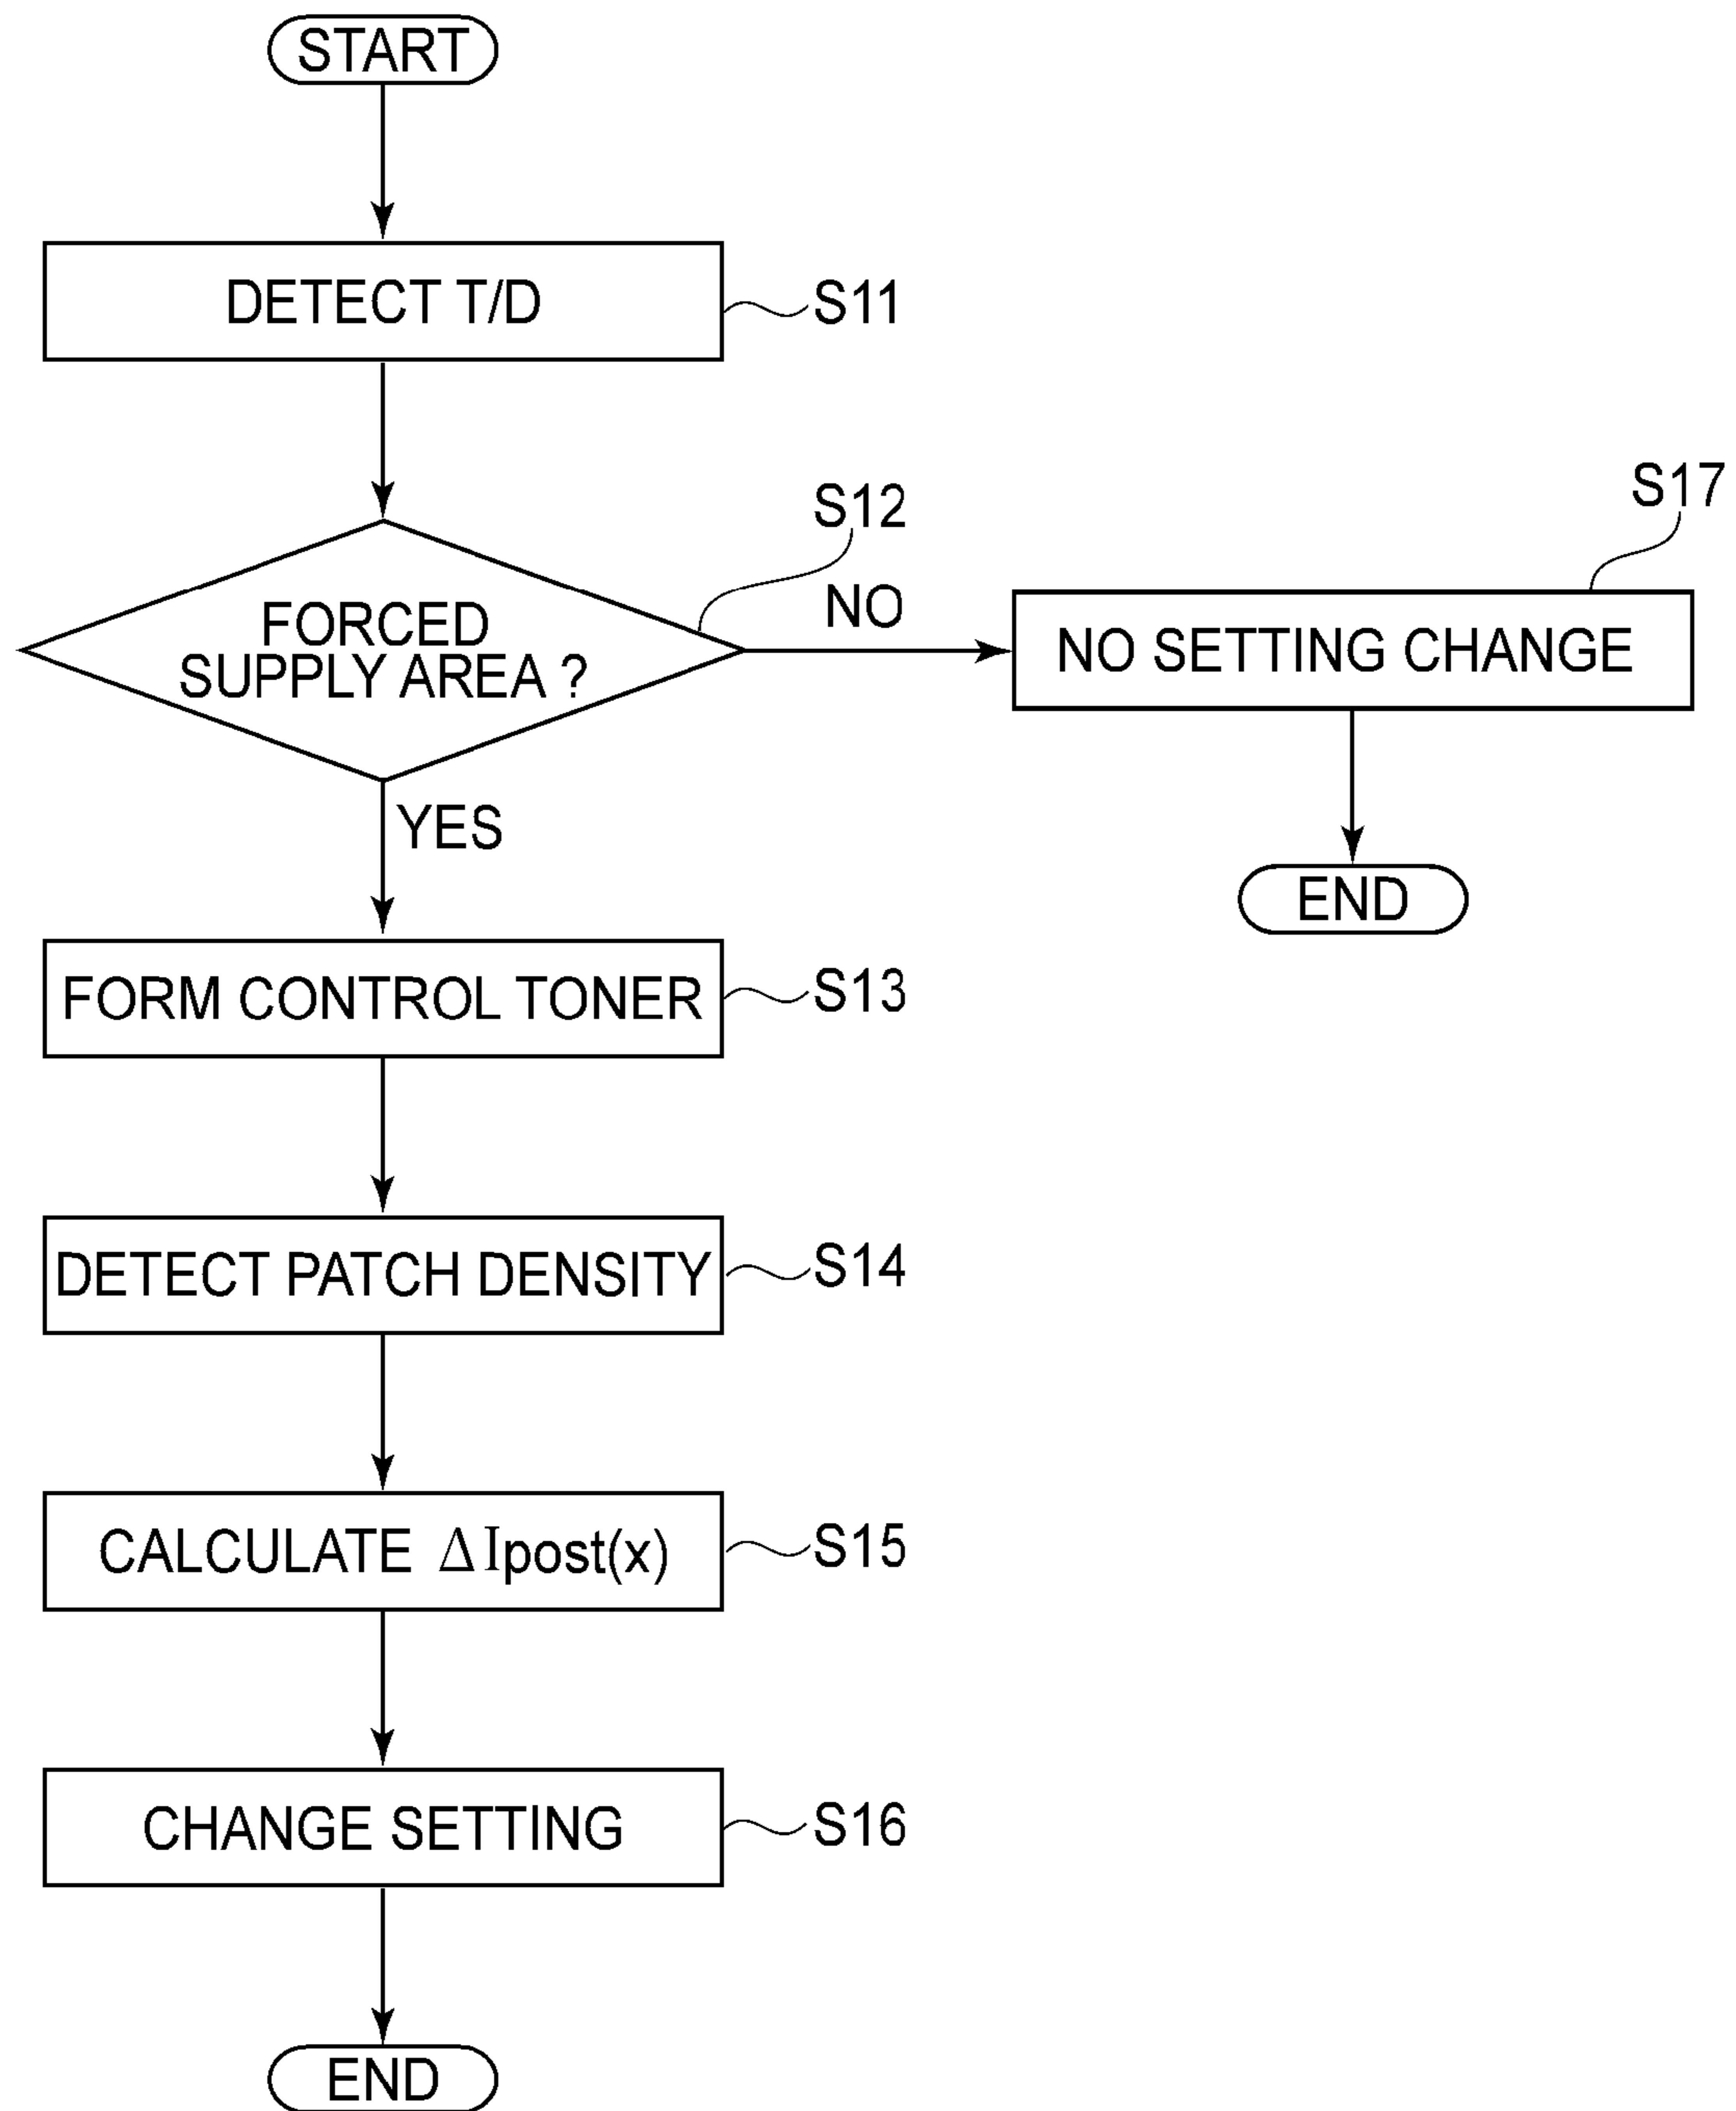 START
DETECT T/D
S11
S12
FORCED
SUPPLY AREA ?
NO
S17
NO SETTING CHANGE
END
YES
FORM CONTROL TONER
S13
DETECT PATCH DENSITY
S14
CALCULATE ΔIpost(x)
S15
CHANGE SETTING
S16
END